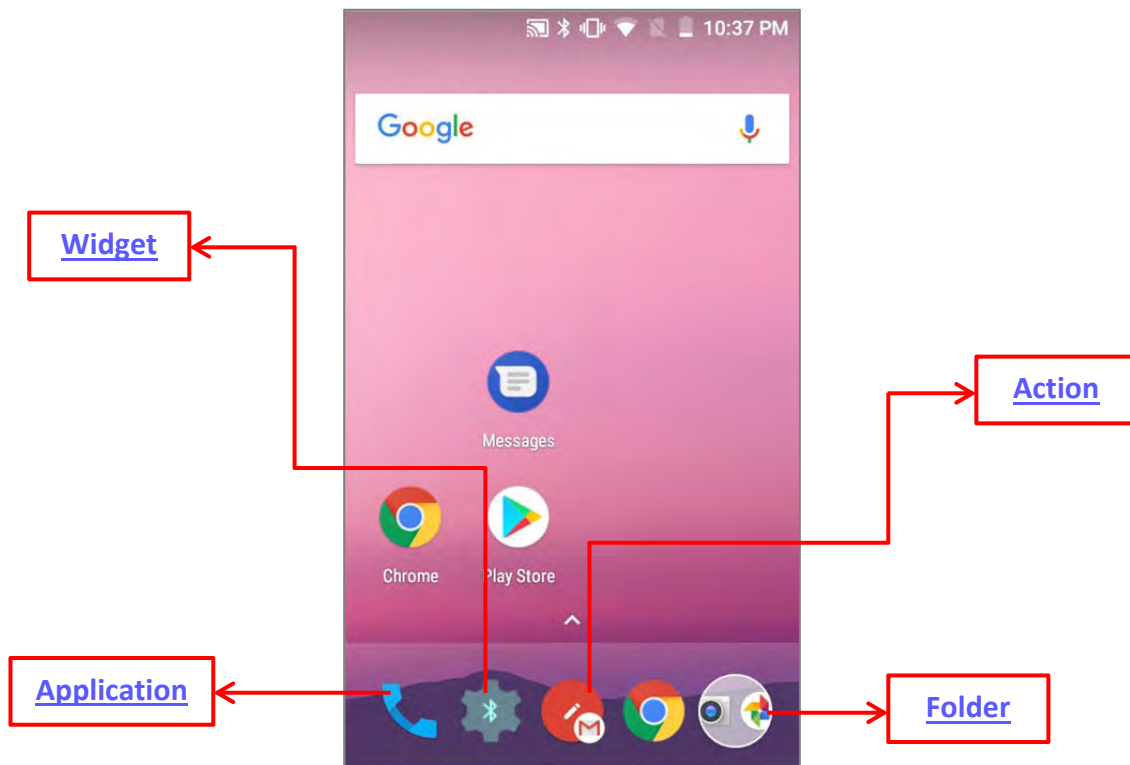 10:37 PM
Google
Widget
Action
Messages
Chrome
Play Store
Application
Folder